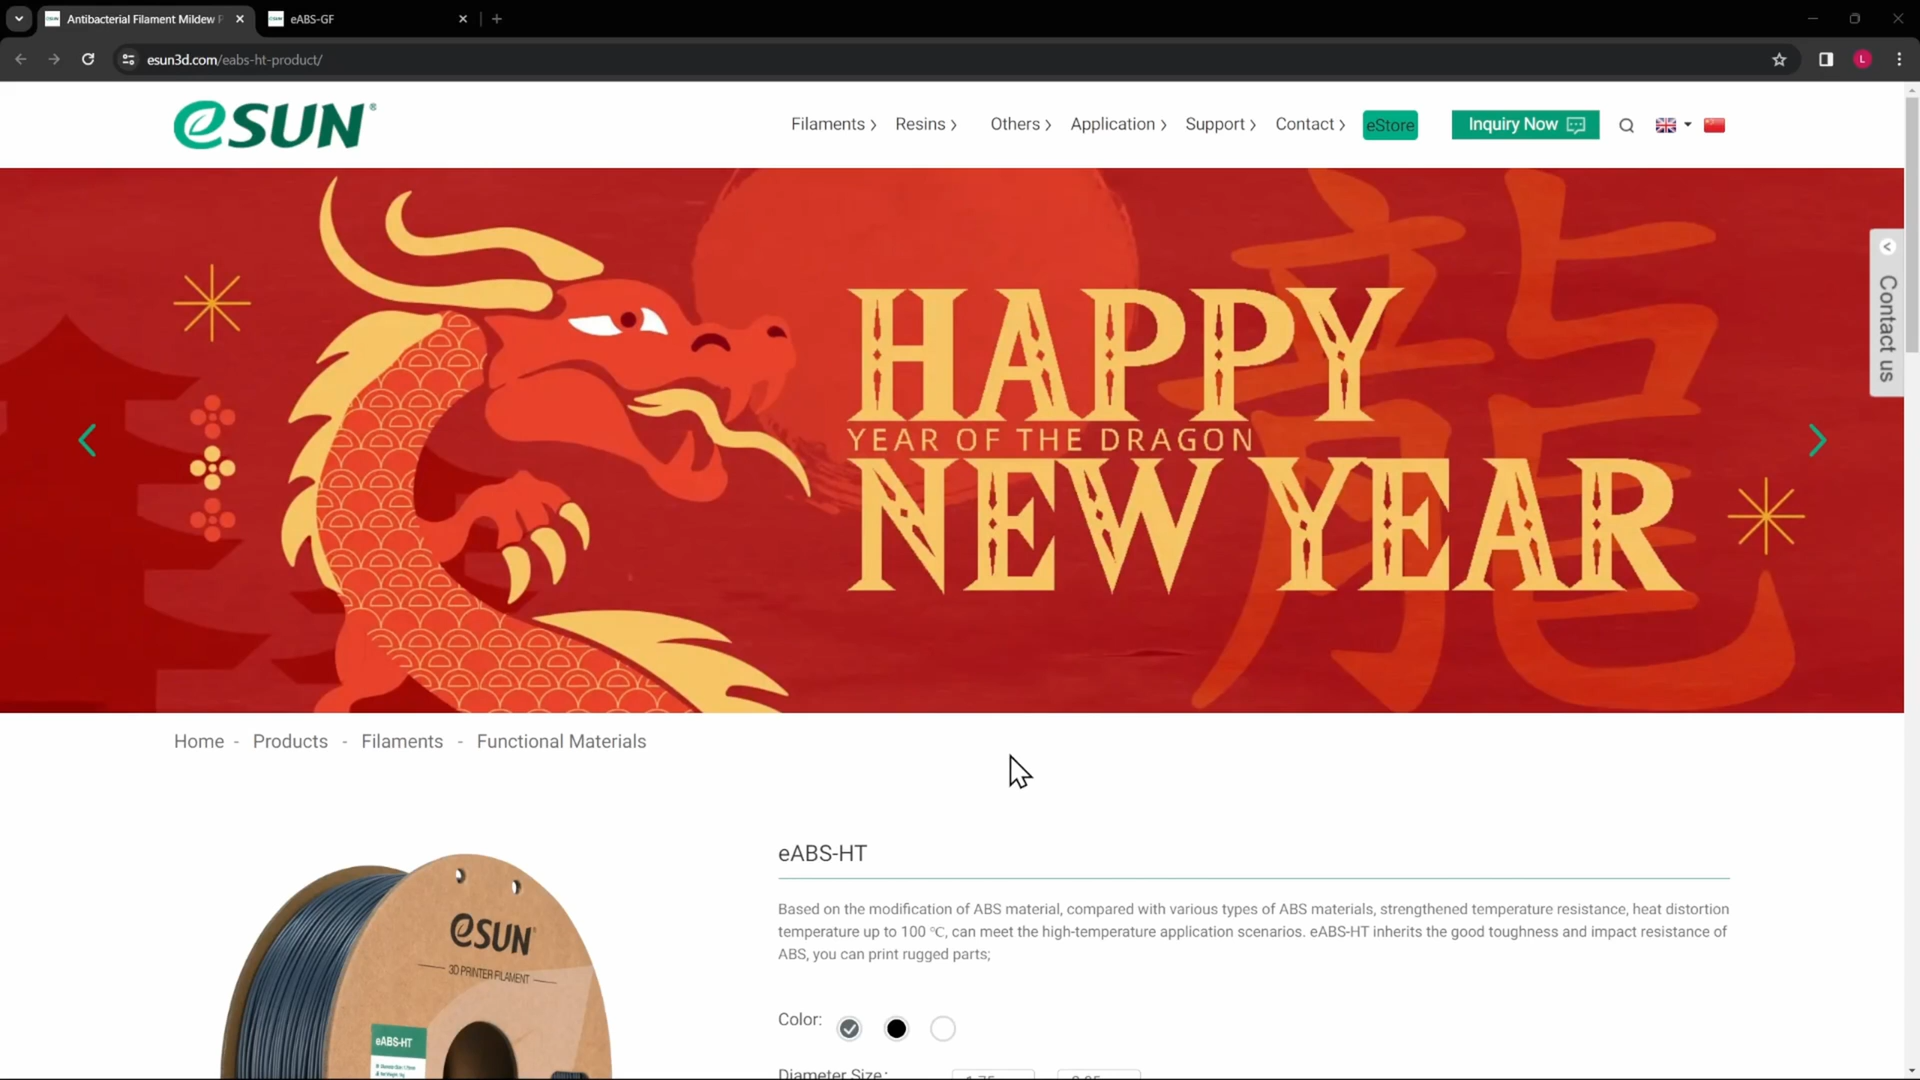 Antibacterial Filament Mildew
eABS-GF
esun3d.com/eabs-ht-product/
L
eSUN®
Filaments
Resins
Others
Application
Support
Contact
eStore
Inquiry Now
龍
HAPPY
YEAR OF THE DRAGON
NEW YEAR
Contact us
Home - Products - Filaments - Functional Materials
eABS-HT
Based on the modification of ABS material, compared with various types of ABS materials, strengthened temperature resistance, heat distortion
temperature up to 100 ℃, can meet the high-temperature application scenarios. eABS-HT inherits the good toughness and impact resistance of
ABS, you can print rugged parts;
eSUN®
3D PRINTER FILAMENT
eABS-HT
Color:
Diameter Size: